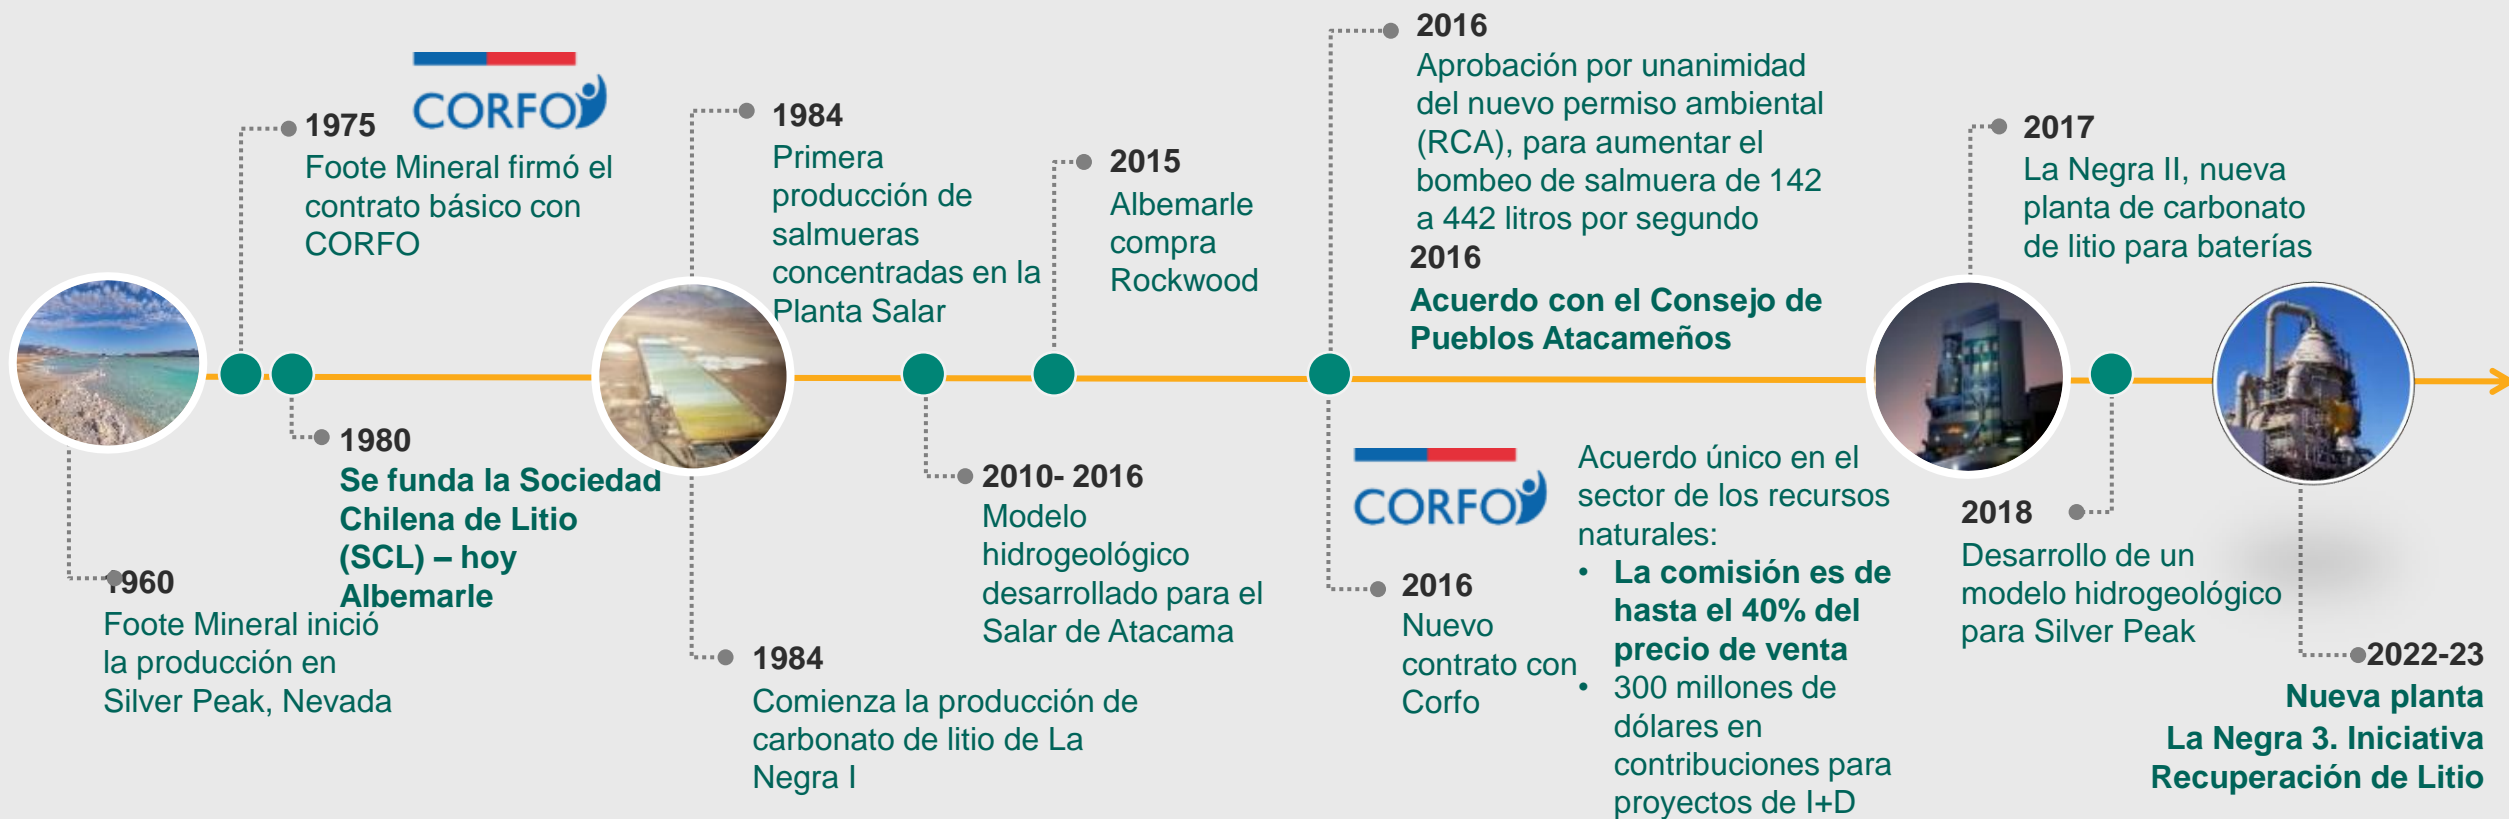 1975
CORFO
Foote Mineral firmó el
contrato básico con
CORFO
1960
Foote Mineral inició
la producción en
Silver Peak, Nevada
1980
Se funda la Sociedad
Chilena de Litio
(SCL) – hoy
Albemarle
1984
Primera
producción de
salmueras
concentradas en la
Planta Salar
1984
Comienza la producción de
carbonato de litio de La
Negra I
2010- 2016
Modelo
hidrogeológico
desarrollado para el
Salar de Atacama
2015
Albemarle
compra
Rockwood
2016
Aprobación por unanimidad
del nuevo permiso ambiental
(RCA), para aumentar el
bombeo de salmuera de 142
a 442 litros por segundo
2016
Acuerdo con el Consejo de
Pueblos Atacameños
CORFO
2016
Nuevo
contrato con
Corfo
Acuerdo único en el
sector de los recursos
naturales:
• La comisión es de
hasta el 40% del
precio de venta
• 300 millones de
dólares en
contribuciones para
proyectos de I+D
2017
La Negra II, nueva
planta de carbonato
de litio para baterías
2018
Desarrollo de un
modelo hidrogeológico
para Silver Peak
2022-23
Nueva planta
La Negra 3. Iniciativa
Recuperación de Litio